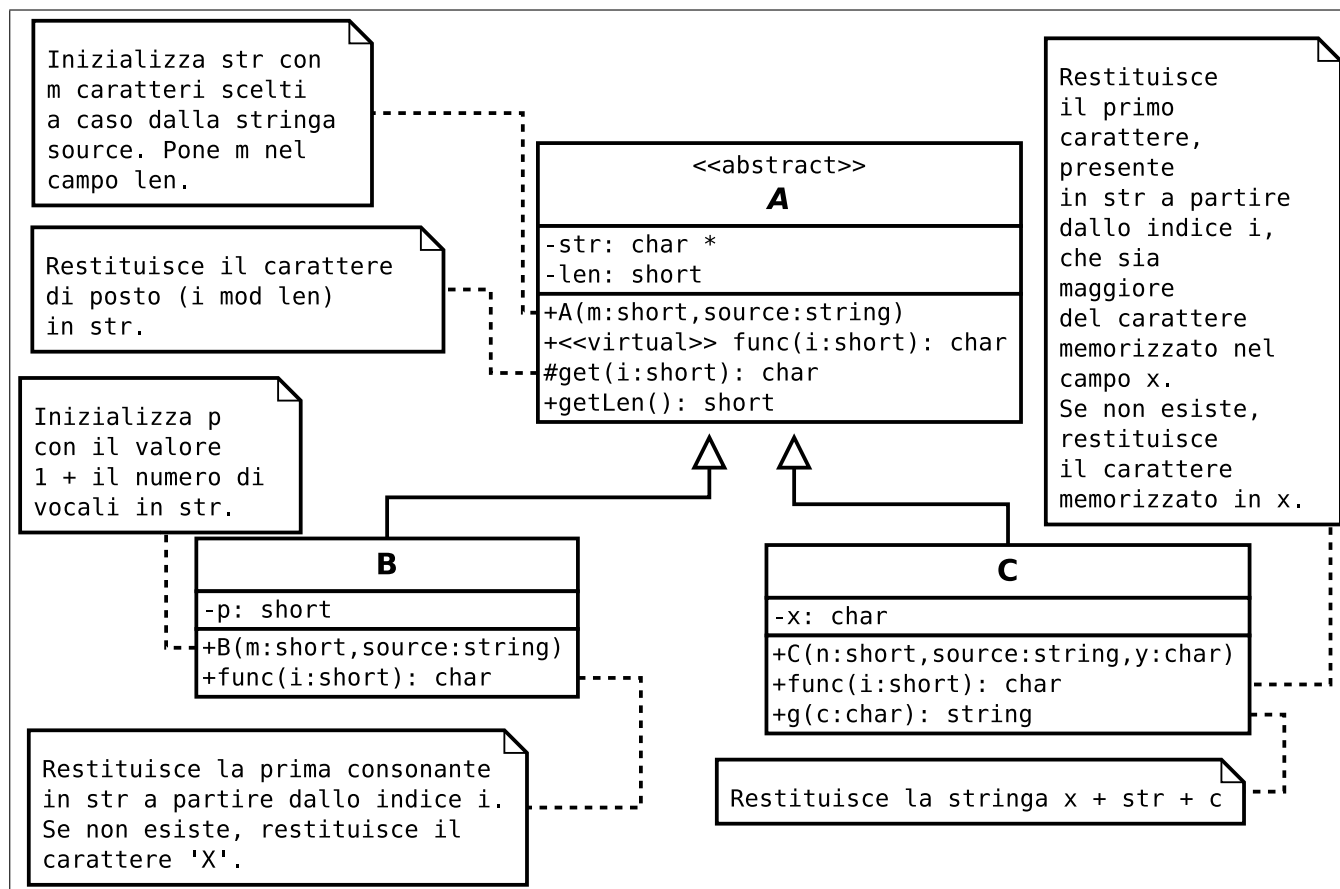 Inizializza str con
m caratteri scelti
a caso dalla stringa
source. Pone m nel
campo len.
Restituisce il carattere
di posto (i mod len)
in str.
<<abstract>>
A
-str: char *
-len: short
+A(m:short,source:string)
+<<virtual>> func(i:short): char
#get(i:short): char
+getLen(): short
Restituisce
il primo
carattere,
presente
in str a partire
dallo indice i,
che sia
maggiore
del carattere
memorizzato nel
campo x.
Se non esiste,
restituisce
il carattere
memorizzato in x.
Inizializza p
con il valore
1 + il numero di
vocali in str.
B
-p: short
+B(m:short,source:string)
+func(i:short): char
C
-x: char
+C(n:short,source:string,y:char)
+func(i:short): char
+g(c:char): string
Restituisce la prima consonante
in str a partire dallo indice i.
Se non esiste, restituisce il
carattere 'X'.
Restituisce la stringa x + str + c